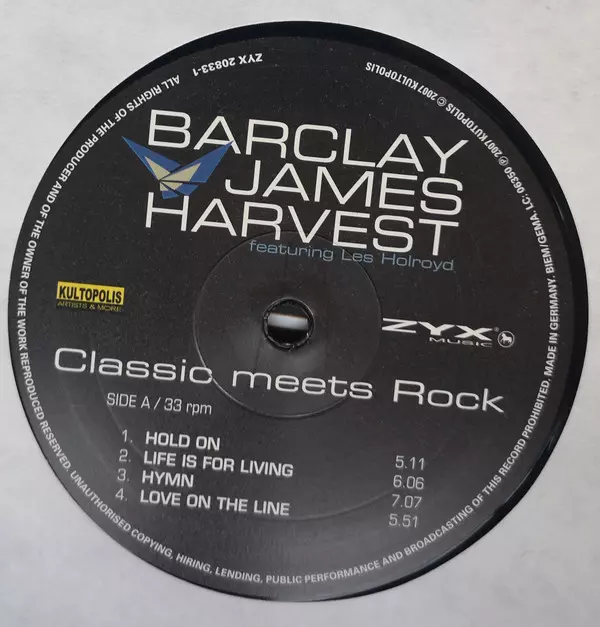 BARCLAY
JAMES
HARVEST
featuring Les Holroyd
KULTOPOLIS
ARTISTS & MORE
ZYX®
MUSIC
Classic meets Rock
SIDE A / 33 rpm
1. HOLD ON 5.11
2. LIFE IS FOR LIVING 6.06
3. HYMN 7.07
4. LOVE ON THE LINE 5.51
ZYX 20833-1
ALL RIGHTS OF THE PRODUCER AND OF THE OWNER OF THE WORK REPRODUCED RESERVED. UNAUTHORISED COPYING, HIRING, LENDING, PUBLIC PERFORMANCE AND BROADCASTING OF THIS RECORD PROHIBITED. MADE IN GERMANY. BIEM/GEMA. LC: 06350 ℗ 2007 KUTOPOLIS © 2007 KULTOPOLIS